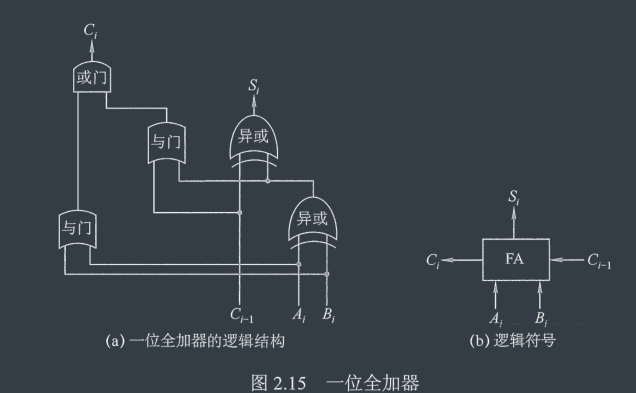 C_i
或门
S_i
与门
异或
与门
异或
S_i
C_i
FA
C_{i-1}
C_{i-1}
A_i
B_i
A_i
B_i
(a) 一位全加器的逻辑结构
(b) 逻辑符号
图 2.15 一位全加器